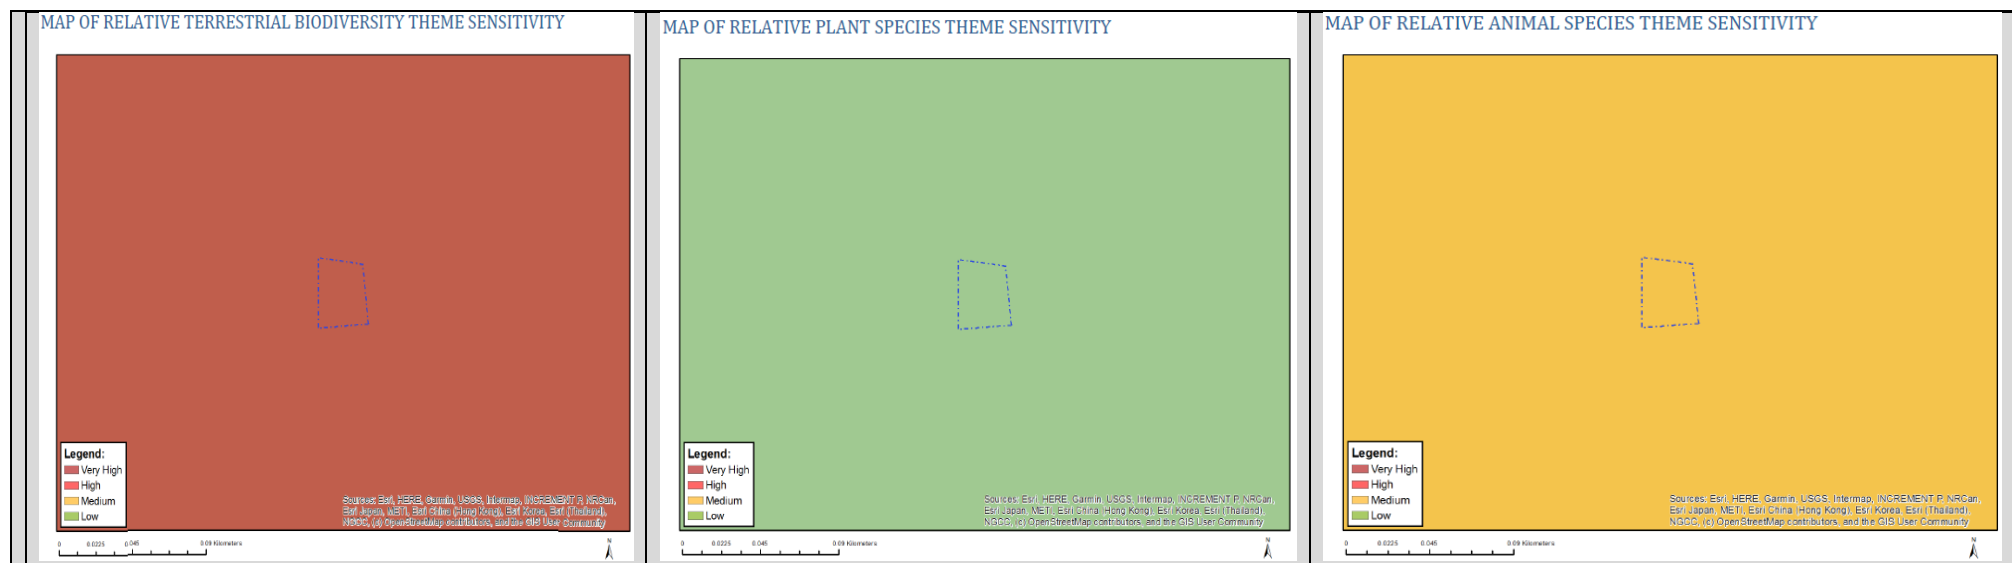 MAP OF RELATIVE TERRESTRIAL BIODIVERSITY THEME SENSITIVITY
Legend:
Very High
High
Medium
Low
Sources: Esri, HERE, Garmin, USGS, Intermap, INCREMENT P, NRCan,
Esri Japan, METI, Esri China (Hong Kong), Esri Korea, Esri (Thailand),
NGCC, (c) OpenStreetMap contributors, and the GIS User Community
0 0.0225 0.045 0.09 Kilometers
N
MAP OF RELATIVE PLANT SPECIES THEME SENSITIVITY
Legend:
Very High
High
Medium
Low
Sources: Esri, HERE, Garmin, USGS, Intermap, INCREMENT P, NRCan,
Esri Japan, METI, Esri China (Hong Kong), Esri Korea, Esri (Thailand),
NGCC, (c) OpenStreetMap contributors, and the GIS User Community
0 0.0225 0.045 0.09 Kilometers
N
MAP OF RELATIVE ANIMAL SPECIES THEME SENSITIVITY
Legend:
Very High
High
Medium
Low
Sources: Esri, HERE, Garmin, USGS, Intermap, INCREMENT P, NRCan,
Esri Japan, METI, Esri China (Hong Kong), Esri Korea, Esri (Thailand),
NGCC, (c) OpenStreetMap contributors, and the GIS User Community
0 0.0225 0.045 0.09 Kilometers
N